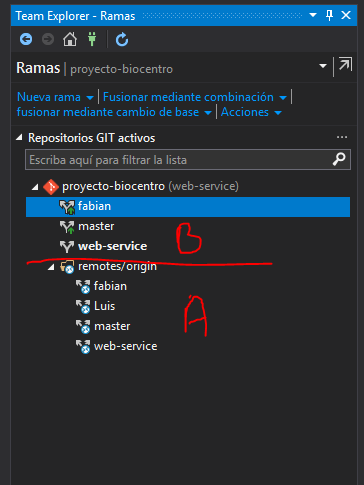 Team Explorer - Ramas
Ramas | proyecto-biocentro
Nueva rama | Fusionar mediante combinación |
fusionar mediante cambio de base | Acciones |
Repositorios GIT activos
Escriba aquí para filtrar la lista
proyecto-biocentro (web-service)
fabian
master
web-service
B
remotes/origin
fabian
Luis
A
master
web-service